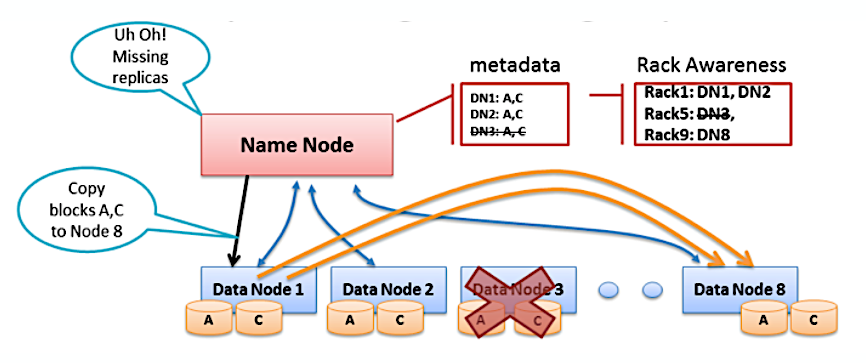 Uh Oh!
Missing
replicas
metadata
Rack Awareness
DN1: A,C
DN2: A,C
DN3: A, C
Rack1: DN1, DN2
Rack5: DN3,
Rack9: DN8
Name Node
Copy
blocks A,C
to Node 8
Data Node 1
Data Node 2
Data Node 3
Data Node 8
A C
A C
A C
A C